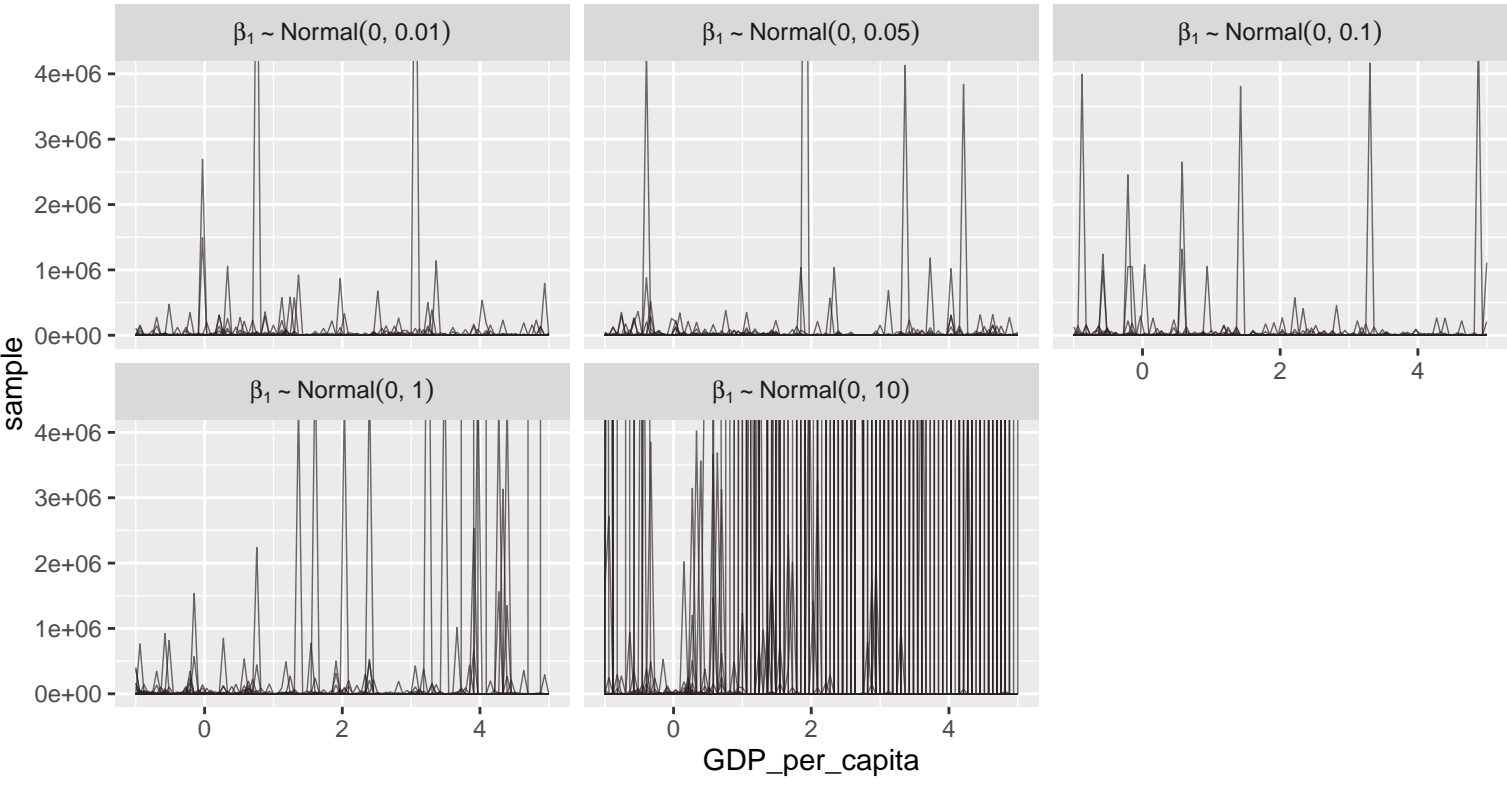 β₁ ~ Normal(0, 0.01)
β₁ ~ Normal(0, 0.05)
β₁ ~ Normal(0, 0.1)
4e+06
3e+06
2e+06
1e+06
0e+00
0 2 4
β₁ ~ Normal(0, 1)
β₁ ~ Normal(0, 10)
4e+06
3e+06
2e+06
1e+06
0e+00
0 2 4
0 2 4
sample
GDP_per_capita